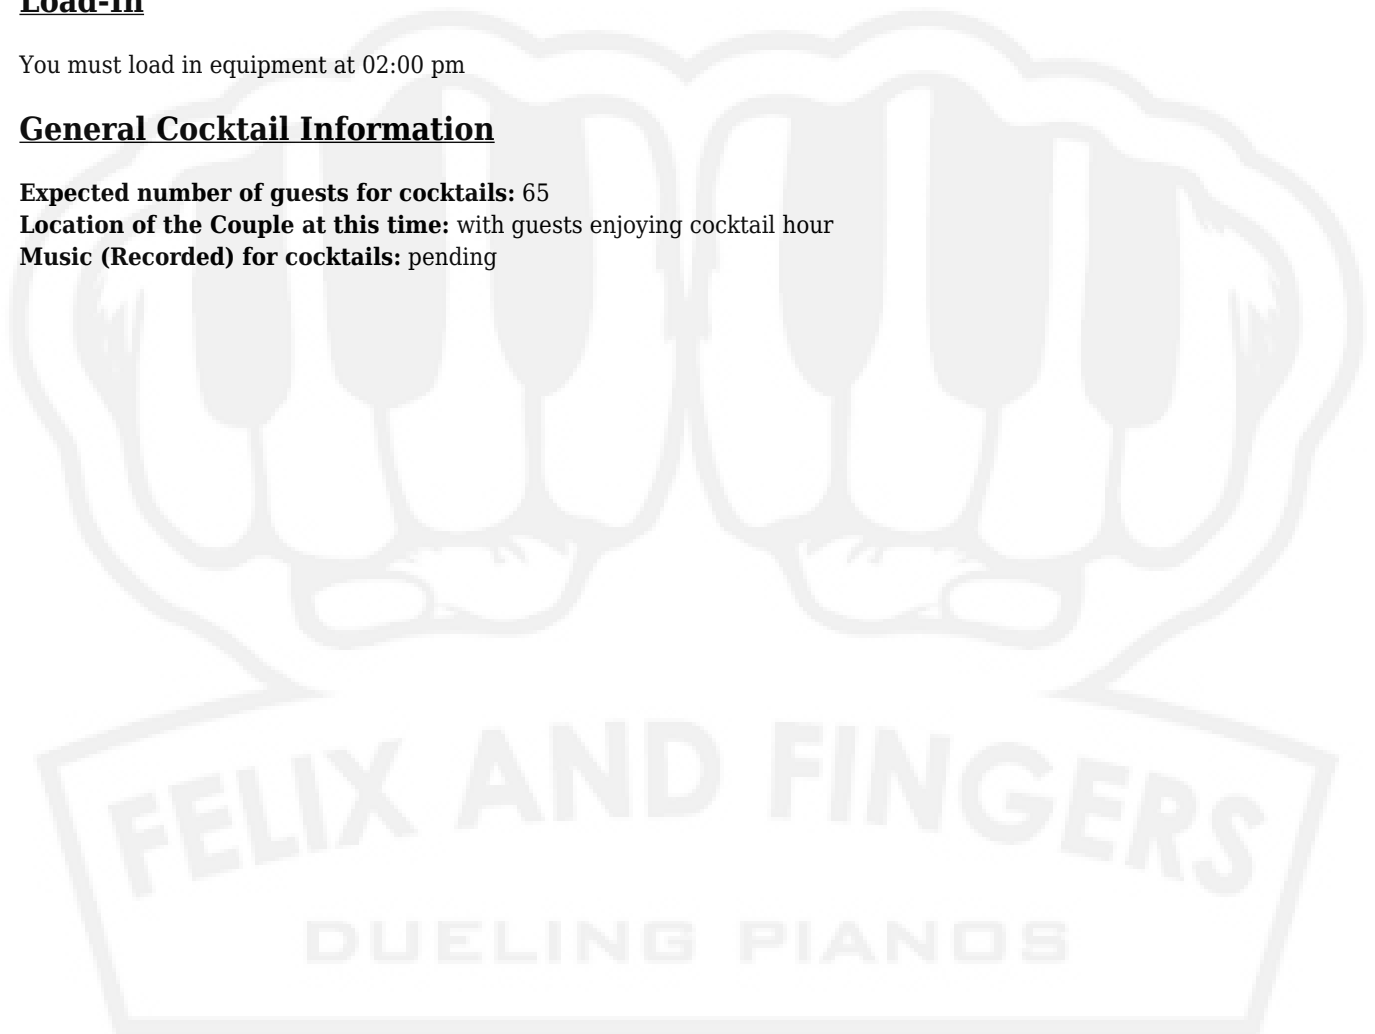 Load-In
You must load in equipment at 02:00 pm
General Cocktail Information
Expected number of guests for cocktails: 65
Location of the Couple at this time: with guests enjoying cocktail hour
Music (Recorded) for cocktails: pending
FELIX AND FINGERS
DUELING PIANOS